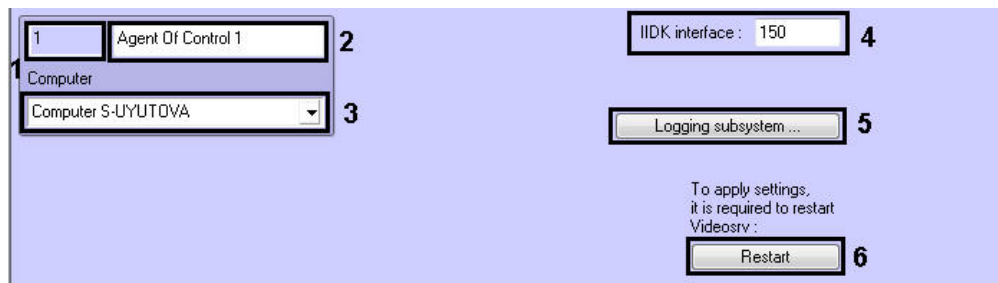 1 Agent Of Control 1 2
1 Computer
Computer S-UYUTOVA 3
IIDK interface : 150 4
Logging subsystem ... 5
To apply settings,
it is required to restart
Videosrv :
Restart 6